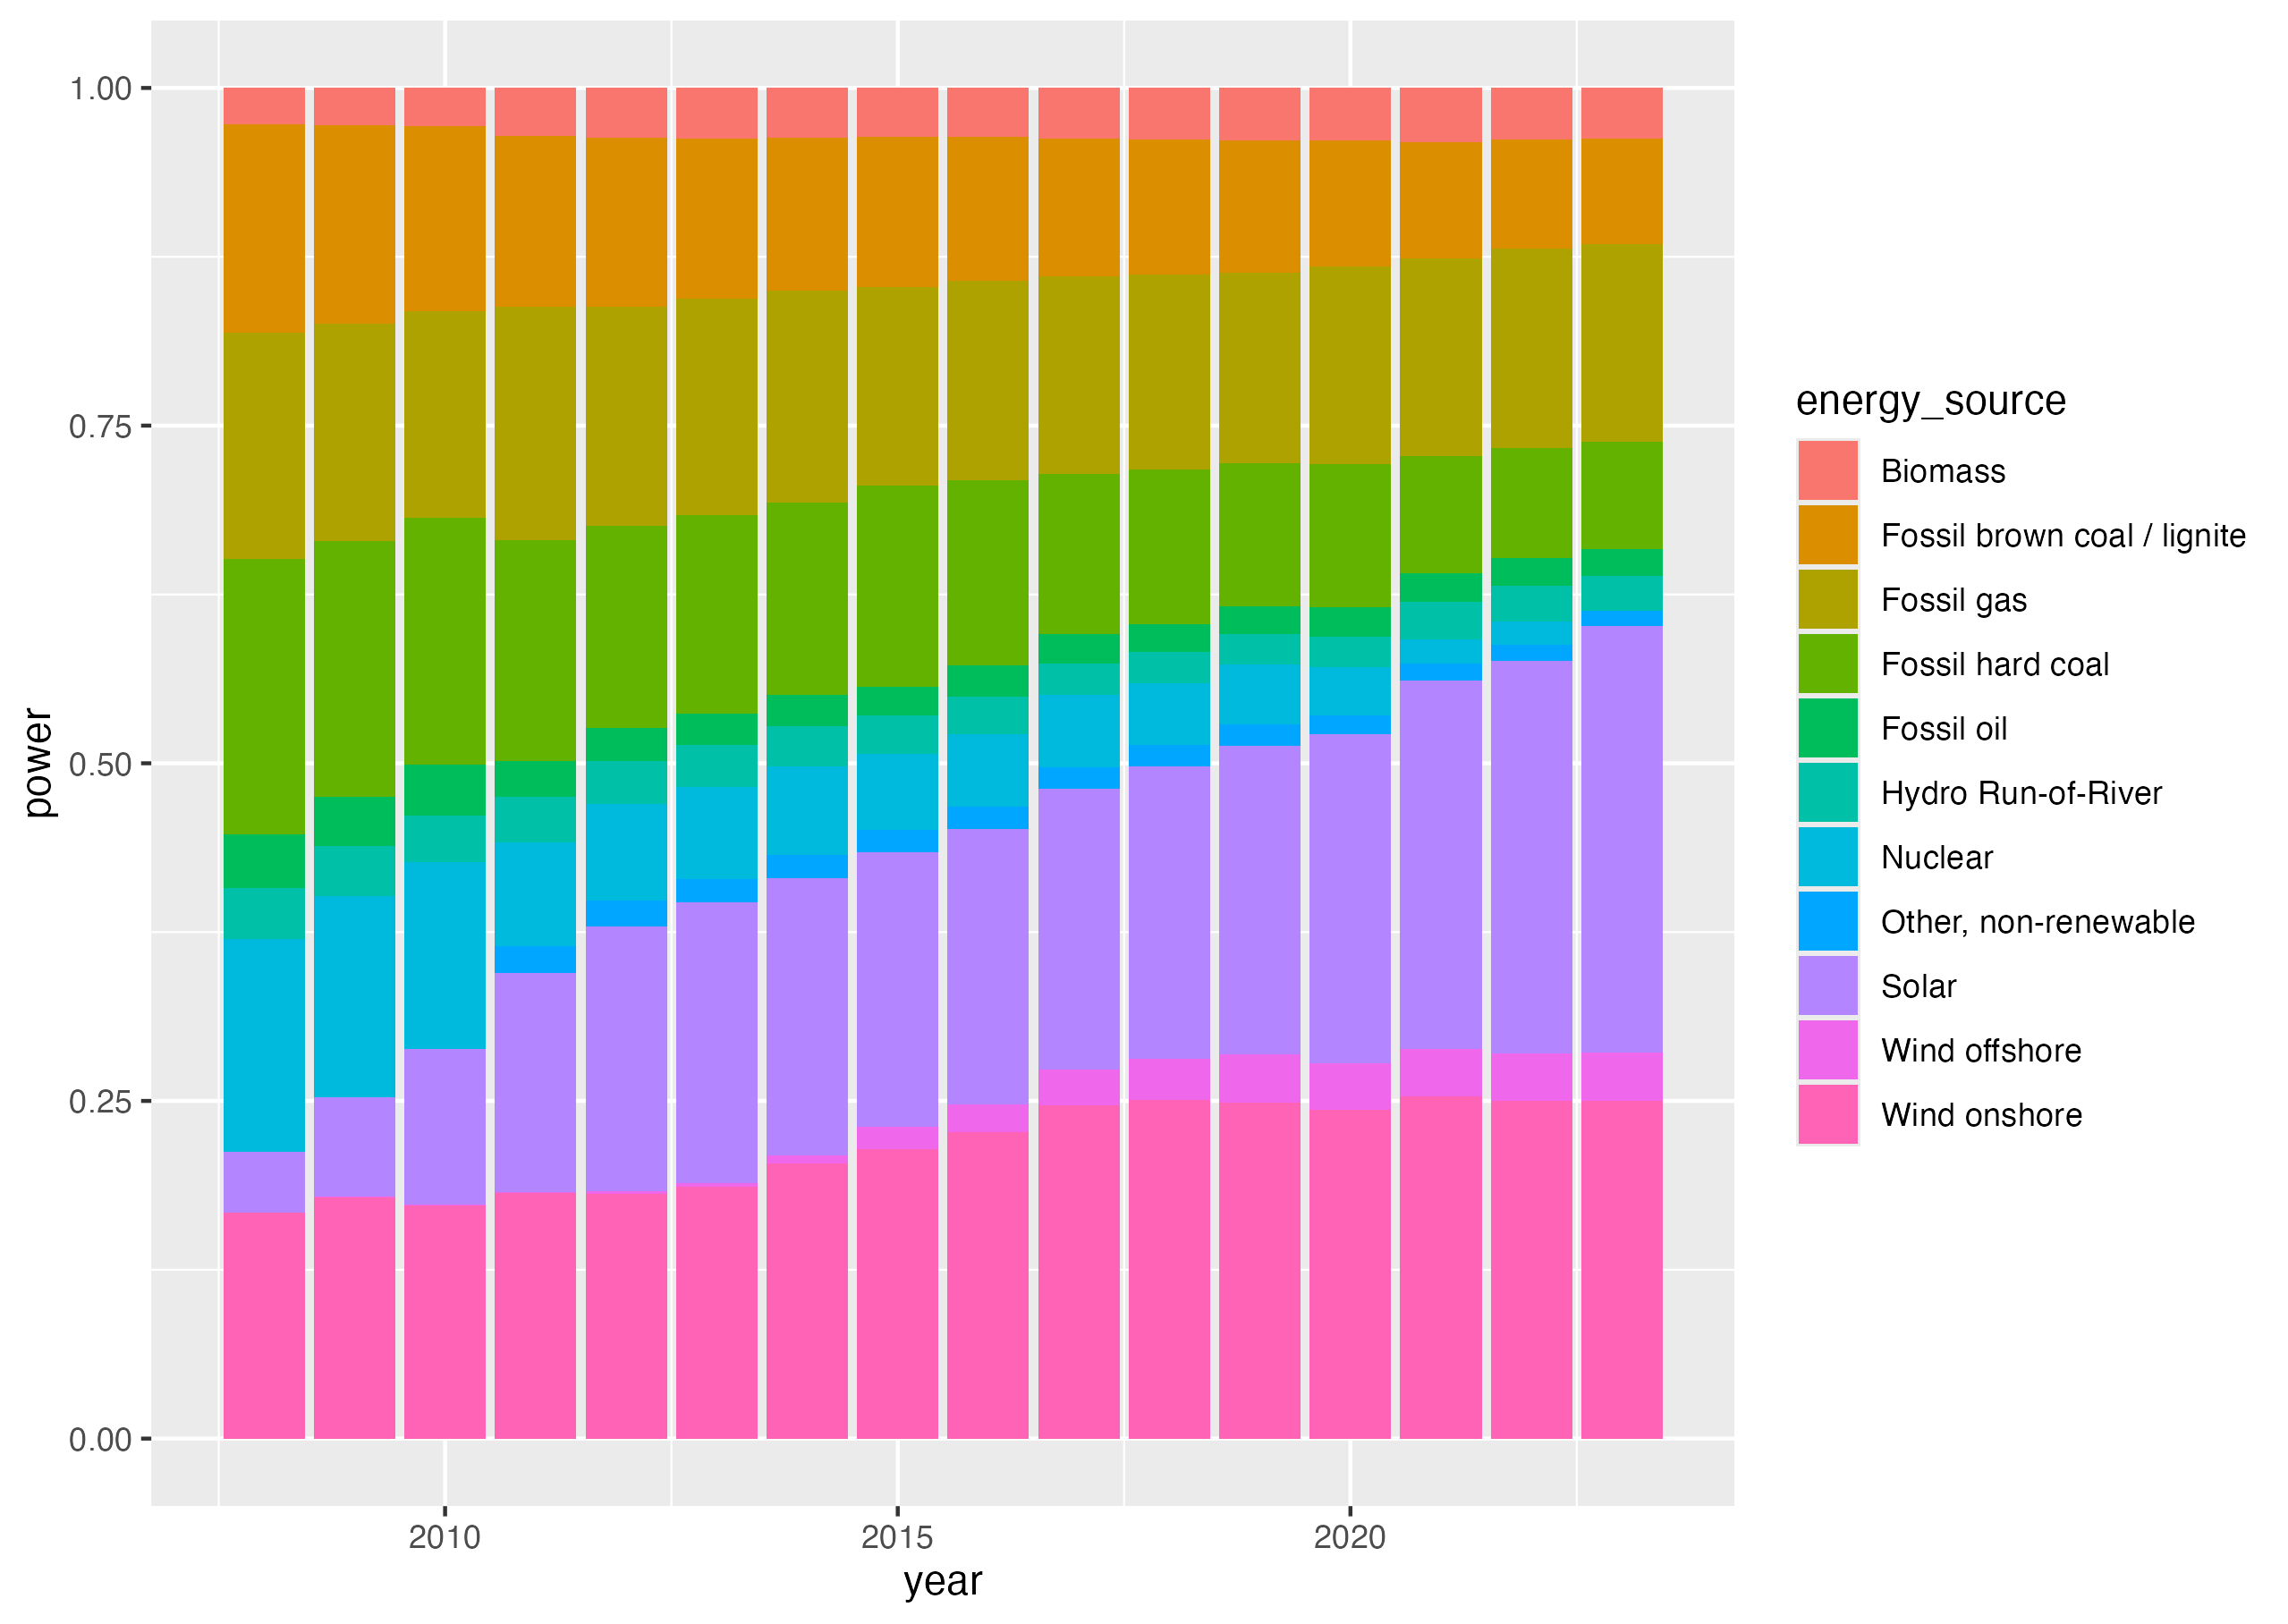 1.00
0.75
0.50
0.25
0.00
power
2010
2015
2020
year
energy_source
Biomass
Fossil brown coal / lignite
Fossil gas
Fossil hard coal
Fossil oil
Hydro Run-of-River
Nuclear
Other, non-renewable
Solar
Wind offshore
Wind onshore